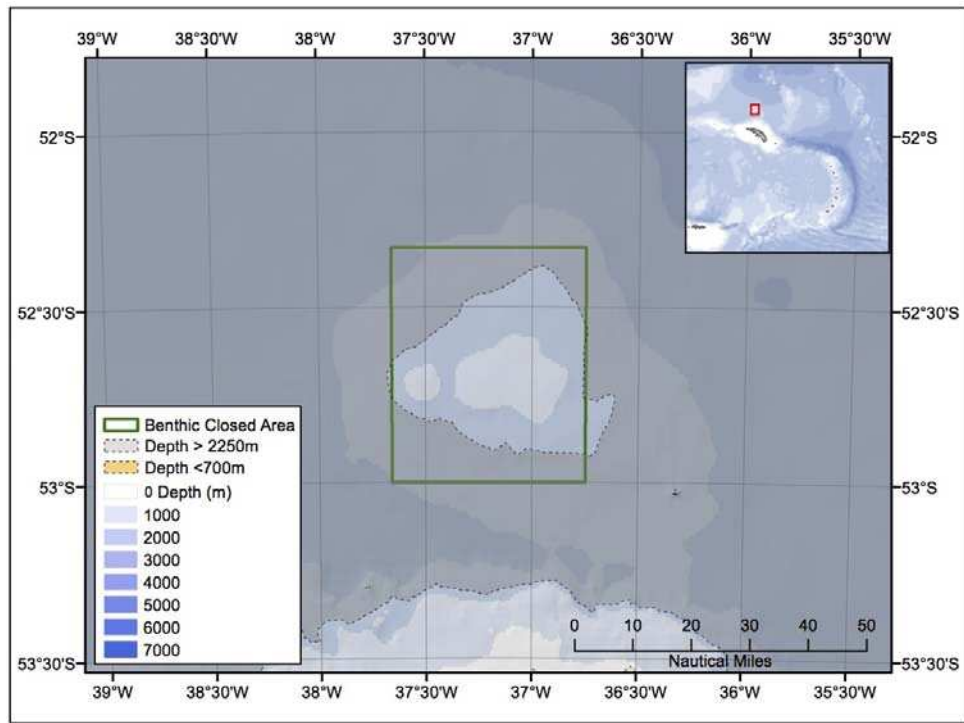 39°W 38°30'W 38°W 37°30'W 37°W 36°30'W 36°W 35°30'W
52°S 52°S
52°30'S 52°30'S
53°S 53°S
53°30'S 53°30'S
Benthic Closed Area
Depth > 2250m
Depth <700m
0 Depth (m)
1000
2000
3000
4000
5000
6000
7000
0 10 20 30 40 50
Nautical Miles
39°W 38°30'W 38°W 37°30'W 37°W 36°30'W 36°W 35°30'W